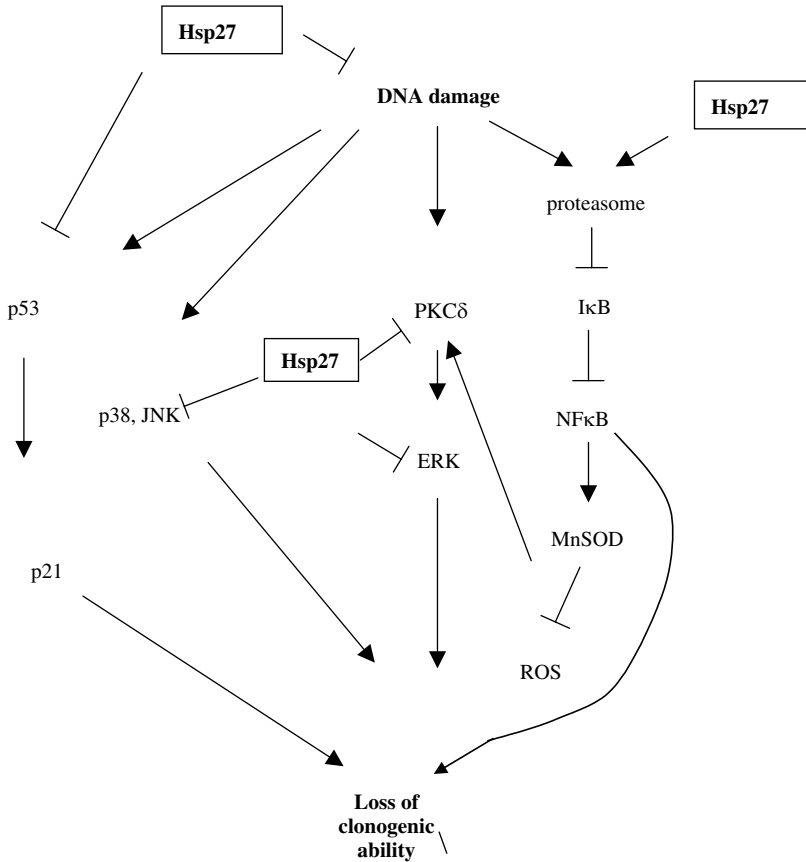 Hsp27
DNA damage
Hsp27
proteasome
p53
PKCδ
IκB
Hsp27
p38, JNK
NFκB
ERK
MnSOD
p21
ROS
Loss of
clonogenic
ability